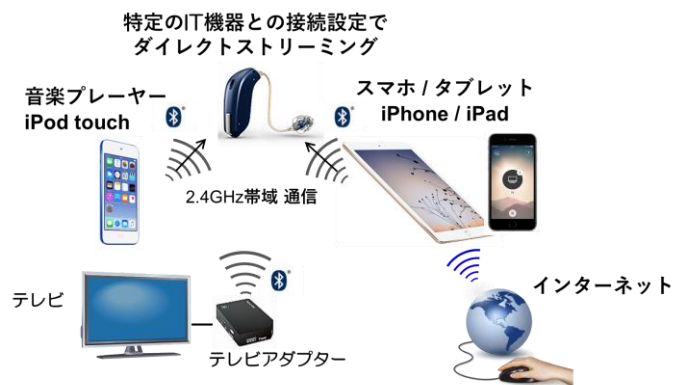 特定のIT機器との接続設定で
ダイレクトストリーミング
音楽プレーヤー
iPod touch
スマホ / タブレット
iPhone / iPad
2.4GHz帯域 通信
テレビ
テレビアダプター
インターネット